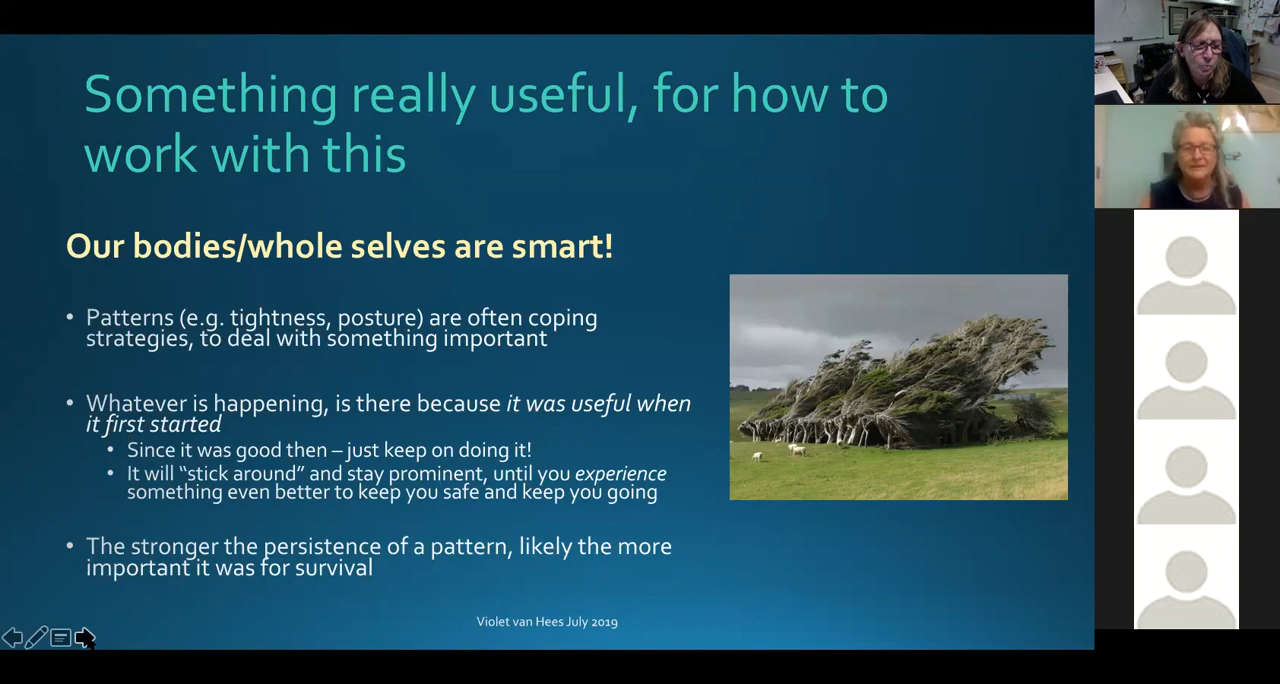 Something really useful, for how to
work with this
Our bodies/whole selves are smart!
• Patterns (e.g. tightness, posture) are often coping
strategies, to deal with something important
• Whatever is happening, is there because it was useful when
it first started
• Since it was good then – just keep on doing it!
• It will “stick around” and stay prominent, until you experience
something even better to keep you safe and keep you going
• The stronger the persistence of a pattern, likely the more
important it was for survival
Violet van Hees July 2019